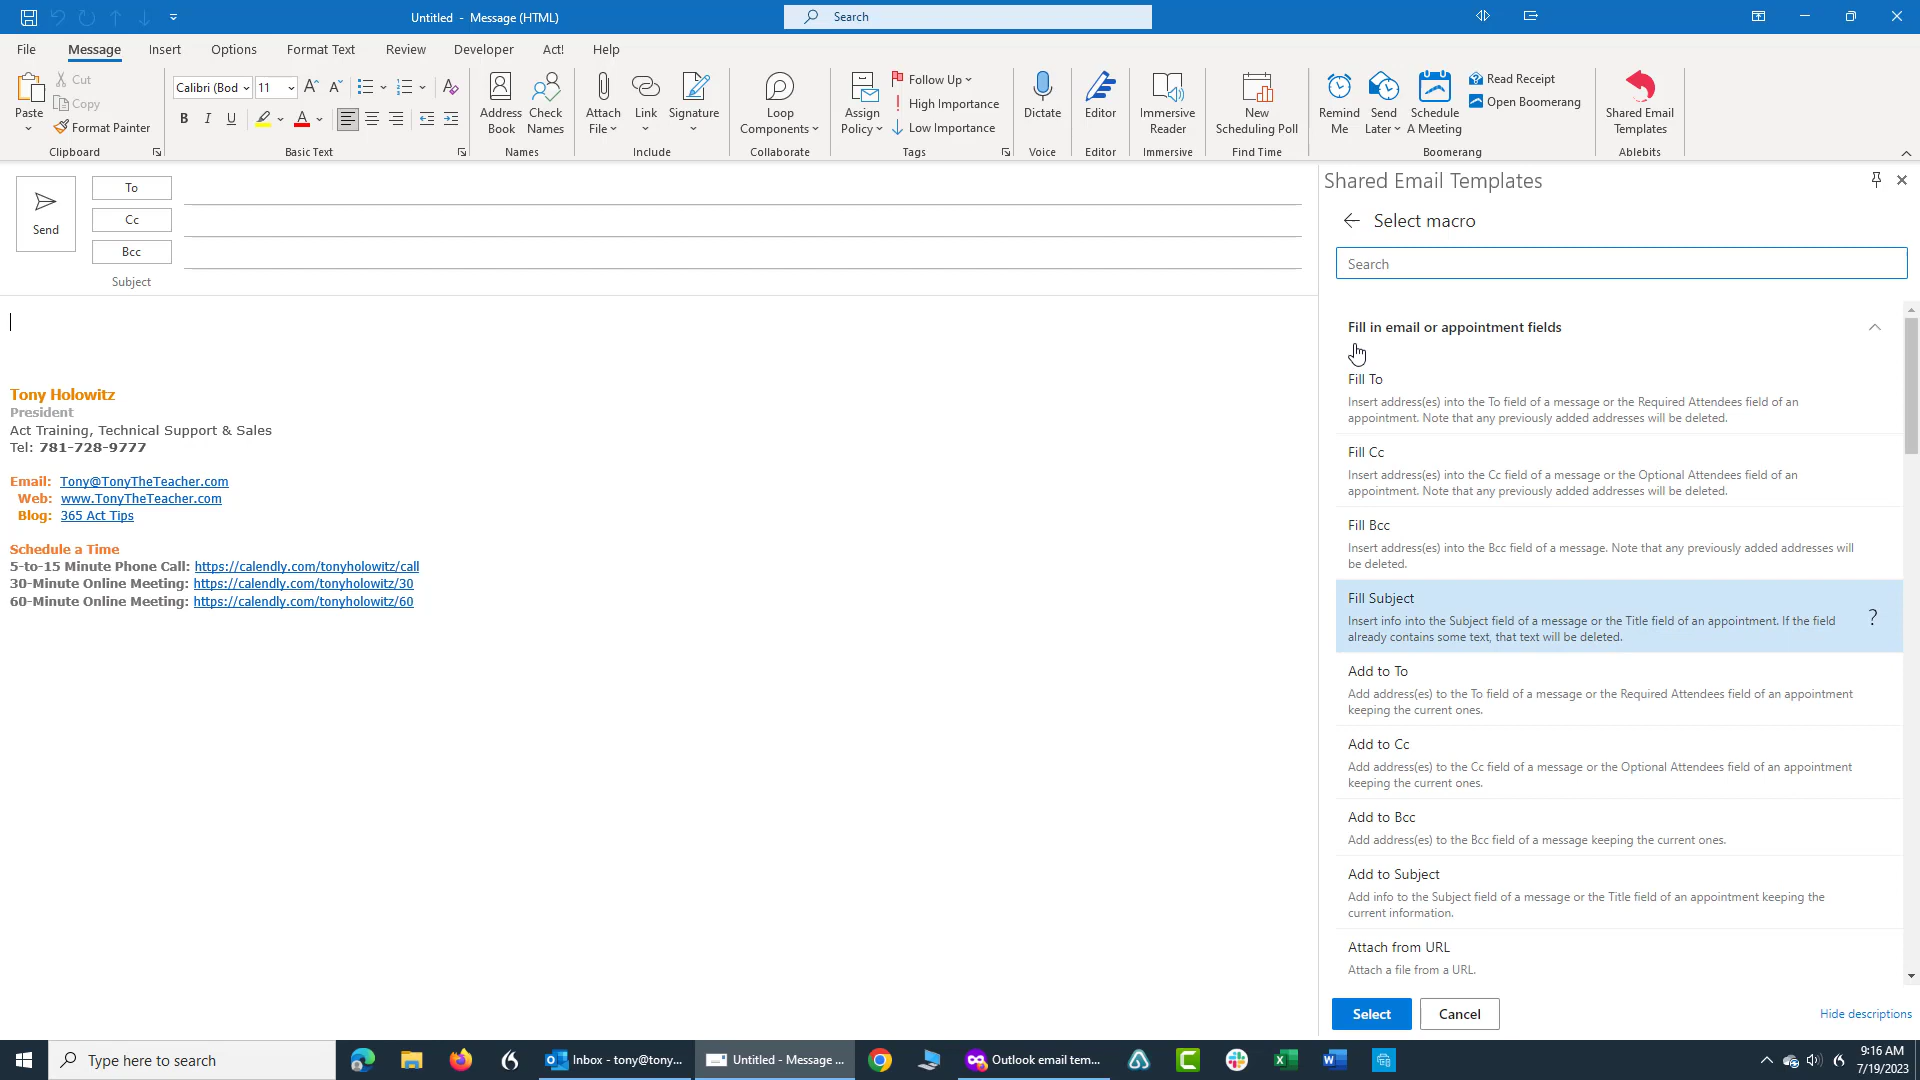 Untitled - Message (HTML)
Search
File Message Insert Options Format Text Review Developer Act! Help
Paste
Cut
Copy
Format Painter
Clipboard
Calibri (Bod 11
B I U A
Basic Text
Address Book
Check Names
Names
Attach File
Link
Signature
Include
Loop Components
Collaborate
Assign Policy
Follow Up
High Importance
Low Importance
Tags
Dictate
Voice
Editor
Editor
Immersive Reader
Immersive
New Scheduling Poll
Find Time
Remind Me
Send Later
Schedule A Meeting
Read Receipt
Open Boomerang
Boomerang
Shared Email Templates
Ablebits
Send
To
Cc
Bcc
Subject
Tony Holowitz
President
Act Training, Technical Support & Sales
Tel: 781-728-9777
Email: Tony@TonyTheTeacher.com
Web: www.TonyTheTeacher.com
Blog: 365 Act Tips
Schedule a Time
5-to-15 Minute Phone Call: https://calendly.com/tonyholowitz/call
30-Minute Online Meeting: https://calendly.com/tonyholowitz/30
60-Minute Online Meeting: https://calendly.com/tonyholowitz/60
Shared Email Templates
Select macro
Search
Fill in email or appointment fields
Fill To
Insert address(es) into the To field of a message or the Required Attendees field of an
appointment. Note that any previously added addresses will be deleted.
Fill Cc
Insert address(es) into the Cc field of a message or the Optional Attendees field of an
appointment. Note that any previously added addresses will be deleted.
Fill Bcc
Insert address(es) into the Bcc field of a message. Note that any previously added addresses will
be deleted.
Fill Subject
Insert info into the Subject field of a message or the Title field of an appointment. If the field
already contains some text, that text will be deleted.
?
Add to To
Add address(es) to the To field of a message or the Required Attendees field of an appointment
keeping the current ones.
Add to Cc
Add address(es) to the Cc field of a message or the Optional Attendees field of an appointment
keeping the current ones.
Add to Bcc
Add address(es) to the Bcc field of a message keeping the current ones.
Add to Subject
Add info to the Subject field of a message or the Title field of an appointment keeping the
current information.
Attach from URL
Attach a file from a URL.
Select
Cancel
Hide descriptions
Type here to search
Inbox - tony@tony...
Untitled - Message ...
Outlook email tem...
9:16 AM
7/19/2023